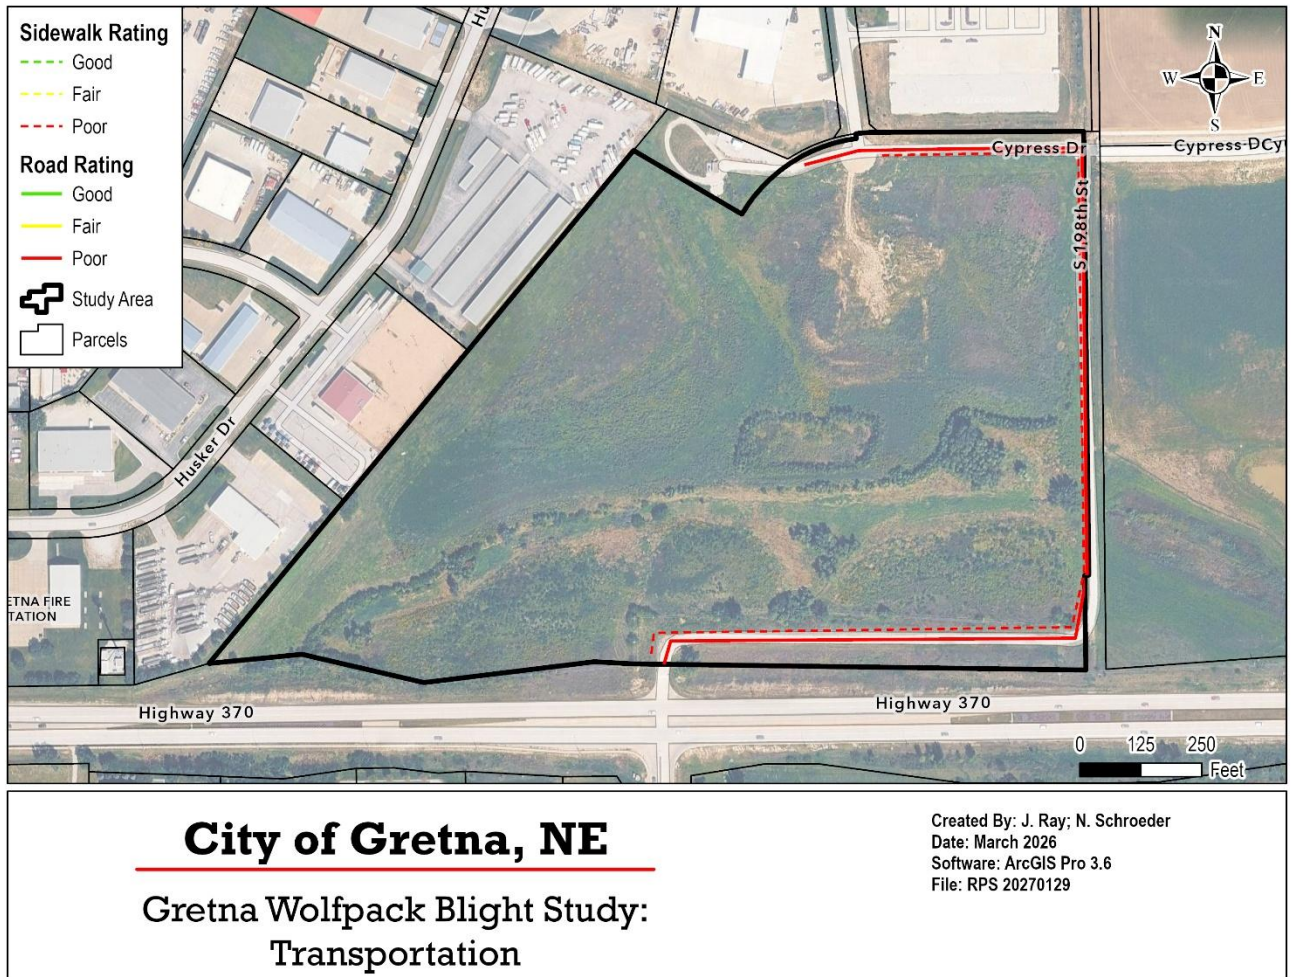 Sidewalk Rating
Good
Fair
Poor
Road Rating
Good
Fair
Poor
Study Area
Parcels
N
W E
S
Cypress Dr
S 198th St
Husker Dr
ETNA FIRE
TATION
Highway 370
Highway 370
0 125 250
Feet
City of Gretna, NE
Gretna Wolfpack Blight Study:
Transportation
Created By: J. Ray; N. Schroeder
Date: March 2026
Software: ArcGIS Pro 3.6
File: RPS 20270129